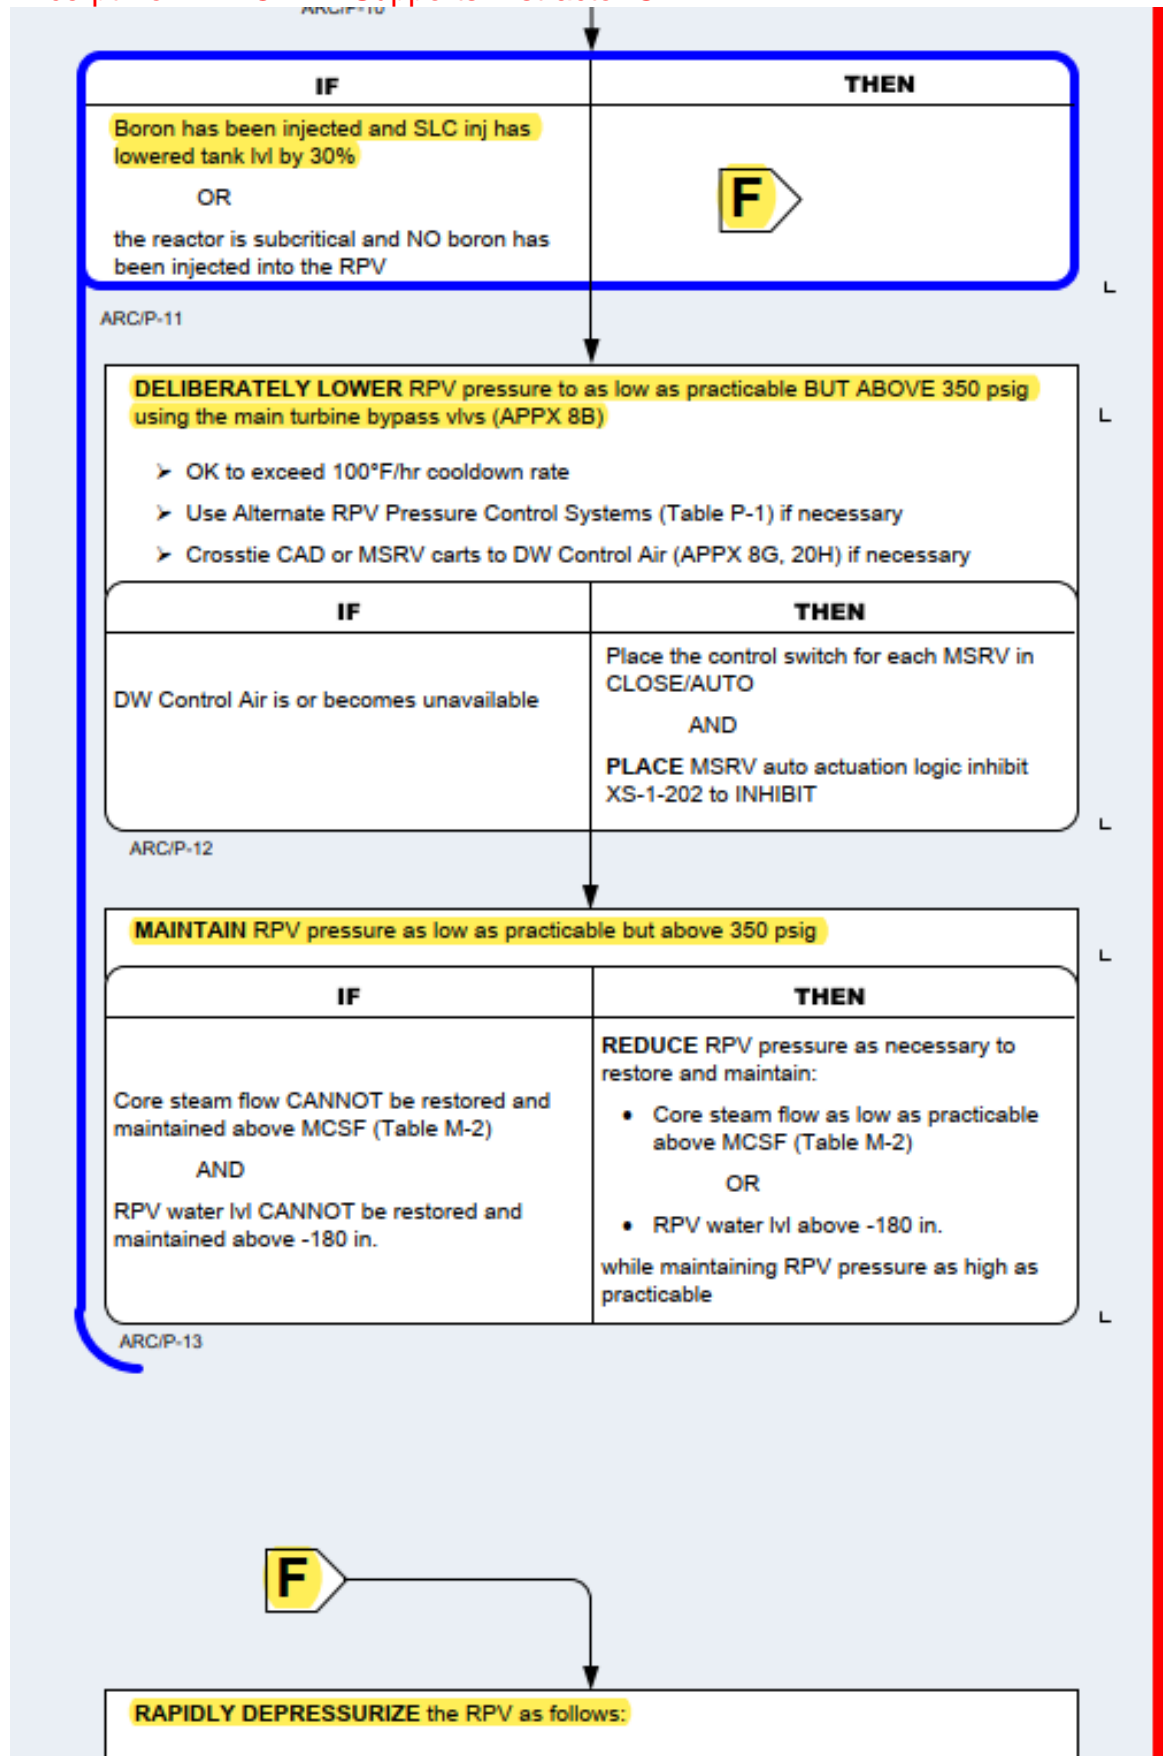 IF
THEN
Boron has been injected and SLC inj has
lowered tank lvl by 30%
OR
the reactor is subcritical and NO boron has
been injected into the RPV
F
L
ARC/P-11
DELIBERATELY LOWER RPV pressure to as low as practicable BUT ABOVE 350 psig
using the main turbine bypass vlvs (APPX 8B)
L
➢ OK to exceed 100°F/hr cooldown rate
➢ Use Alternate RPV Pressure Control Systems (Table P-1) if necessary
➢ Crosstie CAD or MSRV carts to DW Control Air (APPX 8G, 20H) if necessary
IF
THEN
DW Control Air is or becomes unavailable
Place the control switch for each MSRV in
CLOSE/AUTO
AND
PLACE MSRV auto actuation logic inhibit
XS-1-202 to INHIBIT
L
ARC/P-12
MAINTAIN RPV pressure as low as practicable but above 350 psig
L
IF
THEN
Core steam flow CANNOT be restored and
maintained above MCSF (Table M-2)
AND
RPV water lvl CANNOT be restored and
maintained above -180 in.
REDUCE RPV pressure as necessary to
restore and maintain:
• Core steam flow as low as practicable
above MCSF (Table M-2)
OR
• RPV water lvl above -180 in.
while maintaining RPV pressure as high as
practicable
L
ARC/P-13
F
RAPIDLY DEPRESSURIZE the RPV as follows: